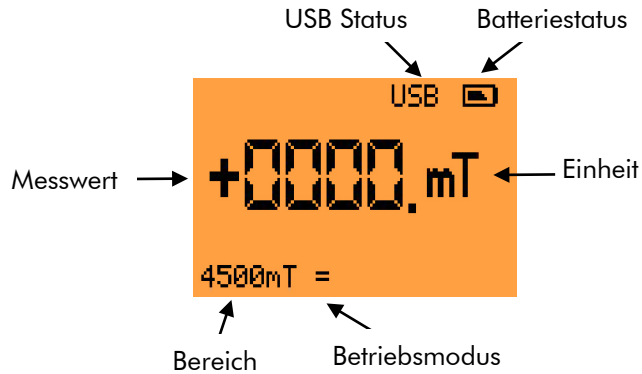 USB Status
Batteriestatus
USB
Messwert
+0000. mT
Einheit
4500mT =
Bereich
Betriebsmodus